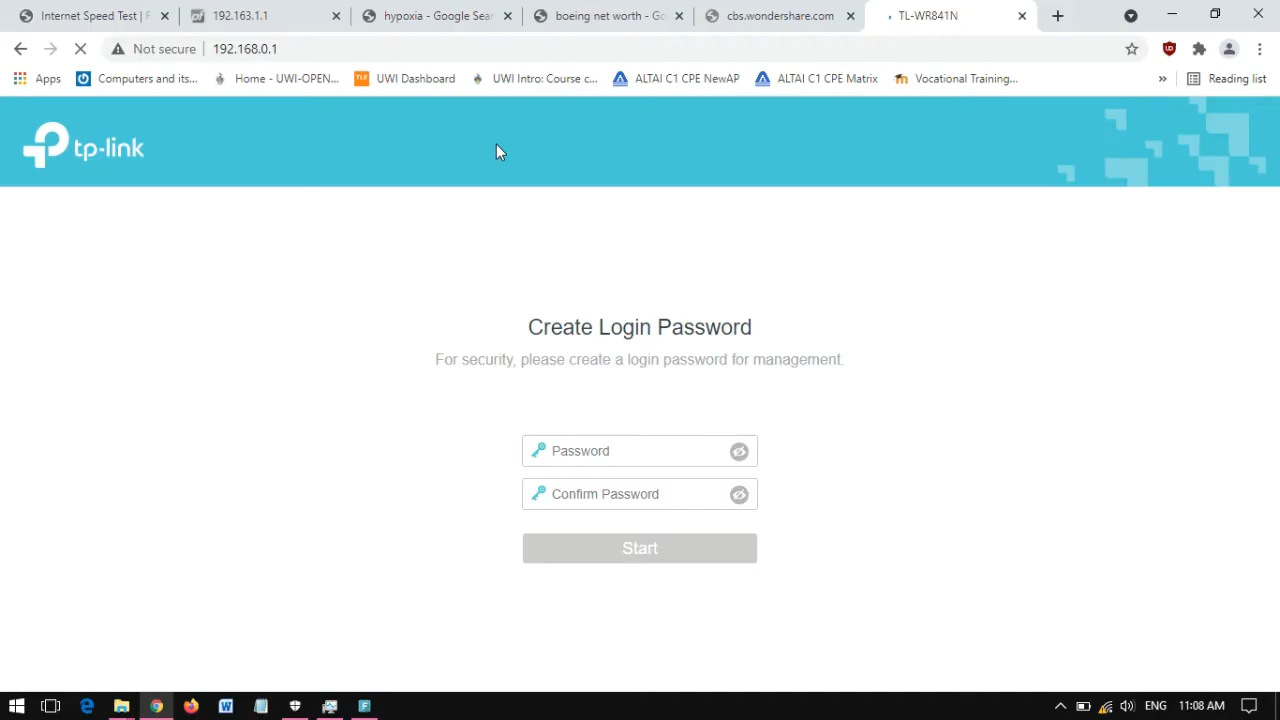 Internet Speed Test | F
192.163.1.1
hypoxia - Google Sear
boeing net worth - Go
cbs.wondershare.com
TL-WR841N
Not secure
192.168.0.1
Apps
Computers and its...
Home - UWI-OPEN...
TLE
UWI Dashboard
UWI Intro: Course c...
ALTAI C1 CPE NewAP
ALTAI C1 CPE Matrix
Vocational Training...
»
Reading list
tp-link
Create Login Password
For security, please create a login password for management.
Password
Confirm Password
Start
ENG
11:08 AM